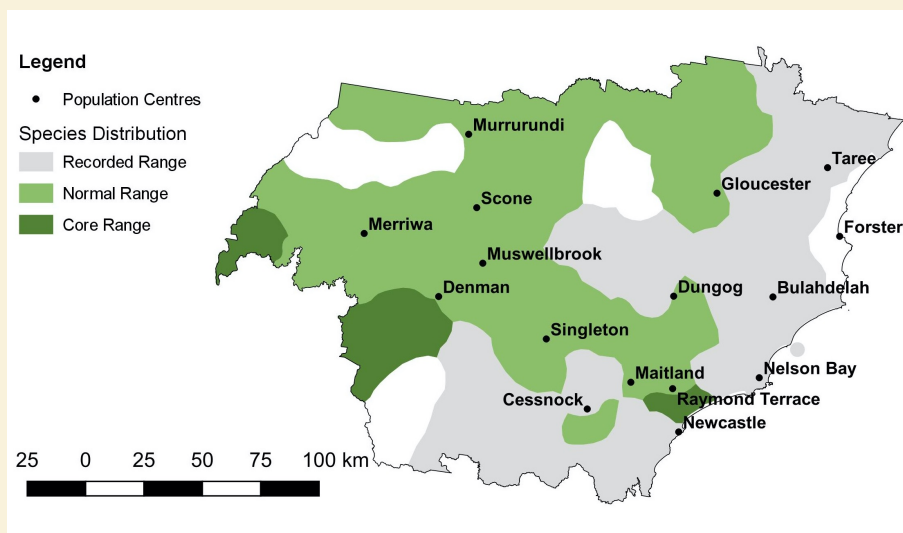 Legend
Population Centres
Species Distribution
Recorded Range
Normal Range
Core Range
Murrurundi
Taree
Gloucester
Scone
Merriwa
Forster
Muswellbrook
Denman
Dungog
Bulahdelah
Singleton
Maitland
Nelson Bay
Cessnock
Raymond Terrace
Newcastle
25 0 25 50 75 100 km